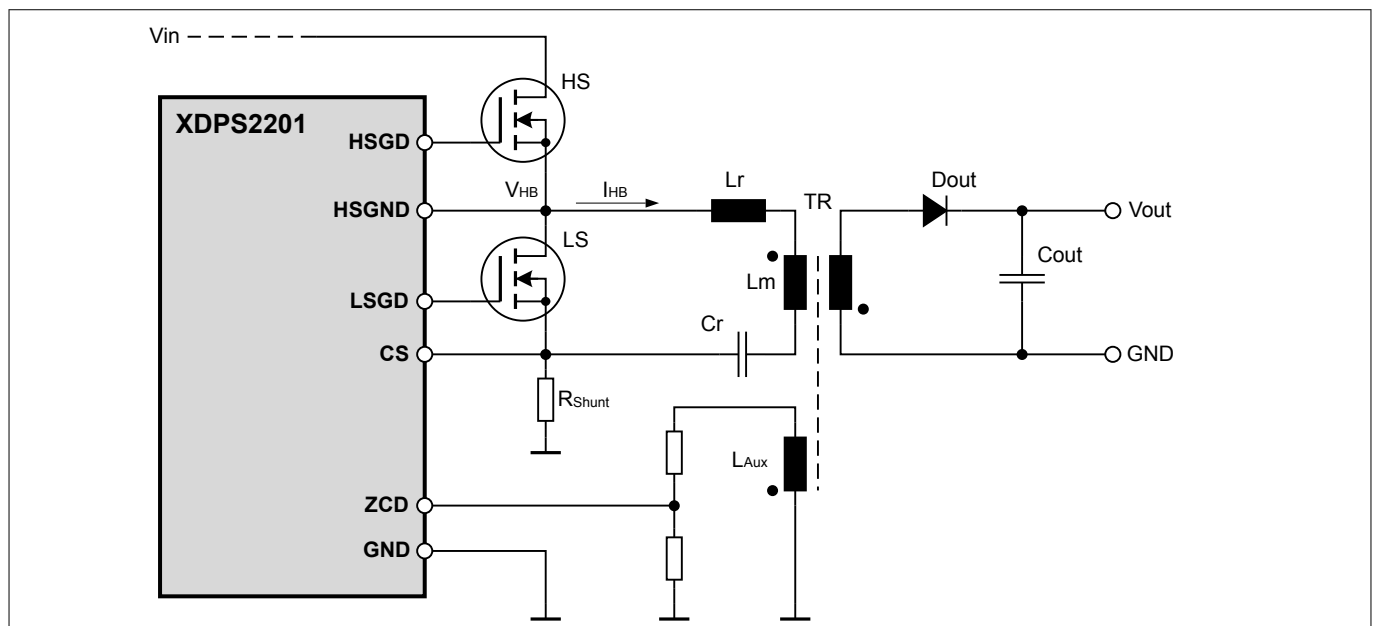 Vin
HS
XDPS2201
HSGD
HSGND
VHB
IHB
Lr
TR
Dout
Vout
LS
Lm
Cout
LSGD
Cr
CS
GND
RShunt
LAux
ZCD
GND